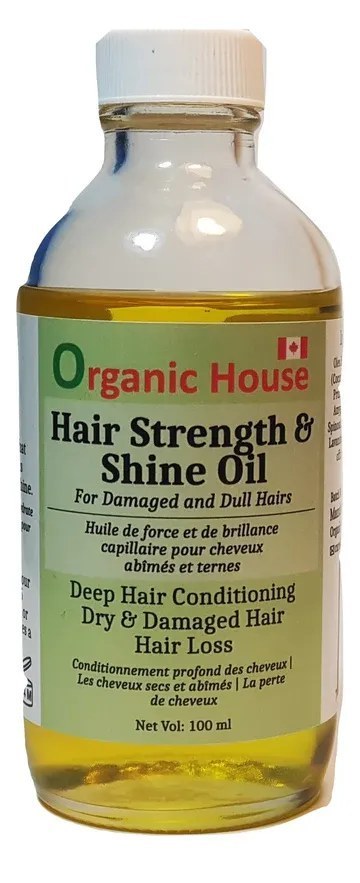 Organic House
Hair Strength &
Shine Oil
For Damaged and Dull Hairs
Huile de force et de brillance
capillaire pour cheveux
abîmés et ternes
Deep Hair Conditioning
Dry & Damaged Hair
Hair Loss
Conditionnement profond des cheveux |
Les cheveux secs et abîmés | La perte
de cheveux
Net Vol: 100 ml